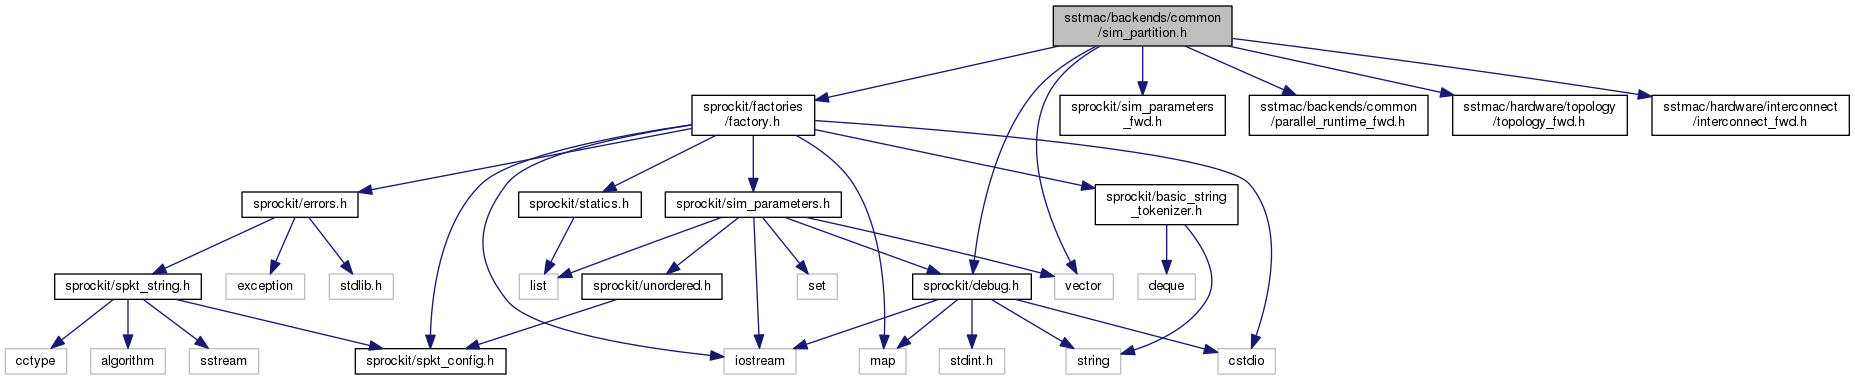 sstmac/backends/common
/sim_partition.h
sprockit/factories
/factory.h
sprockit/sim_parameters
_fwd.h
sstmac/backends/common
/parallel_runtime_fwd.h
sstmac/hardware/topology
/topology_fwd.h
sstmac/hardware/interconnect
/interconnect_fwd.h
sprockit/errors.h
sprockit/statics.h
sprockit/sim_parameters.h
sprockit/basic_string
_tokenizer.h
sprockit/spkt_string.h
exception
stdlib.h
list
sprockit/unordered.h
set
sprockit/debug.h
vector
deque
cctype
algorithm
sstream
sprockit/spkt_config.h
iostream
map
stdint.h
string
cstdio